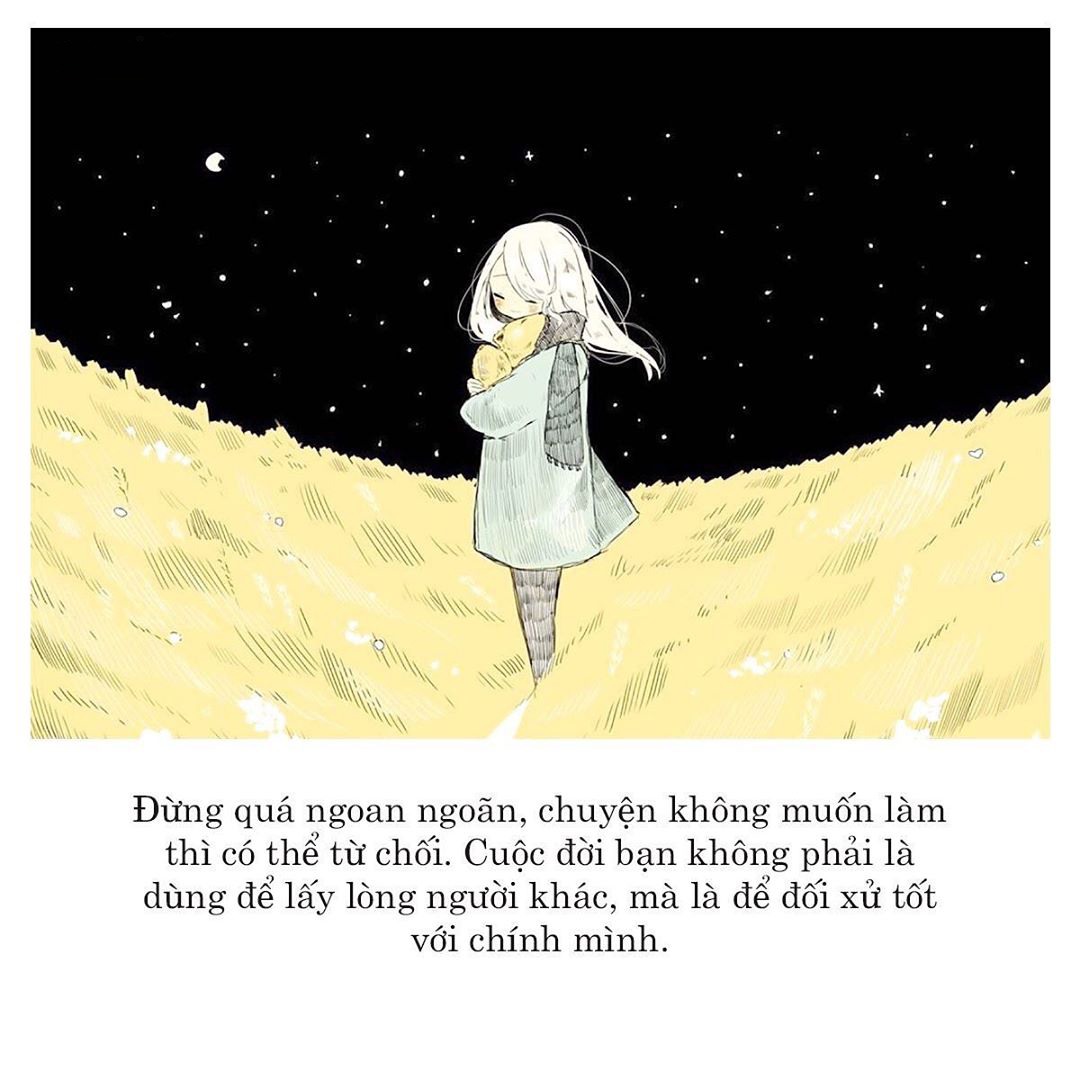 Đừng quá ngoan ngoãn, chuyện không muốn làm
thì có thể từ chối. Cuộc đời bạn không phải là
dùng để lấy lòng người khác, mà là để đối xử tốt
với chính mình.